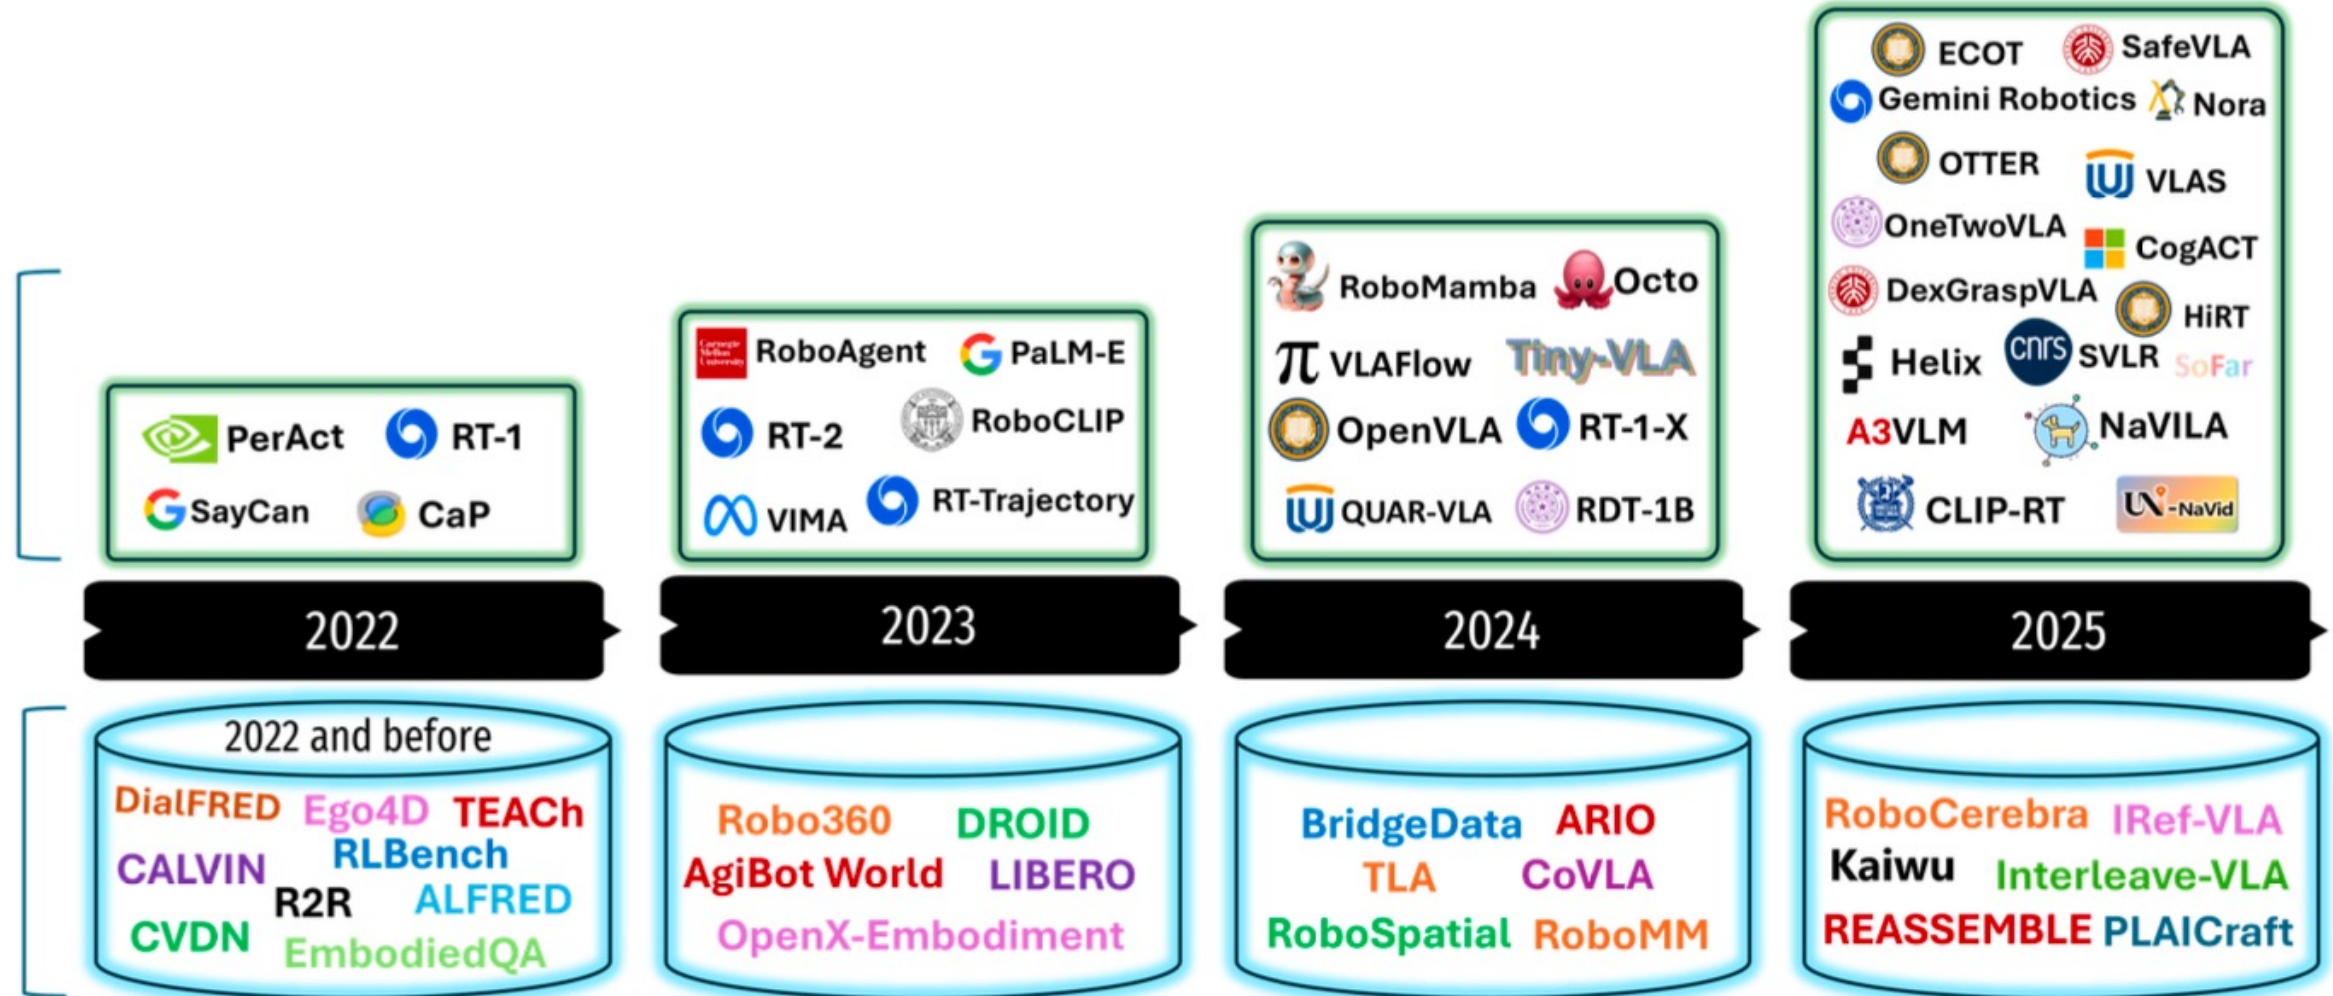 PerAct RT-1
SayCan CaP
2022
2022 and before
DialFRED Ego4D TEACh
CALVIN RLBench
R2R ALFRED
CVDN EmbodiedQA
Carnegie Mellon University RoboAgent PaLM-E
RT-2 RoboCLIP
VIMA RT-Trajectory
2023
Robo360 DROID
AgiBot World LIBERO
OpenX-Embodiment
RoboMamba Octo
π VLAFlow Tiny-VLA
OpenVLA RT-1-X
QUAR-VLA RDT-1B
2024
BridgeData ARIO
TLA CoVLA
RoboSpatial RoboMM
ECOT SafeVLA
Gemini Robotics Nora
OTTER VLAS
OneTwoVLA CogACT
DexGraspVLA HiRT
Helix cnrs SVLR SoFar
A3VLM NaVILA
CLIP-RT UNi-NaVid
2025
RoboCerebra IRef-VLA
Kaiwu Interleave-VLA
REASSEMBLE PLAICraft